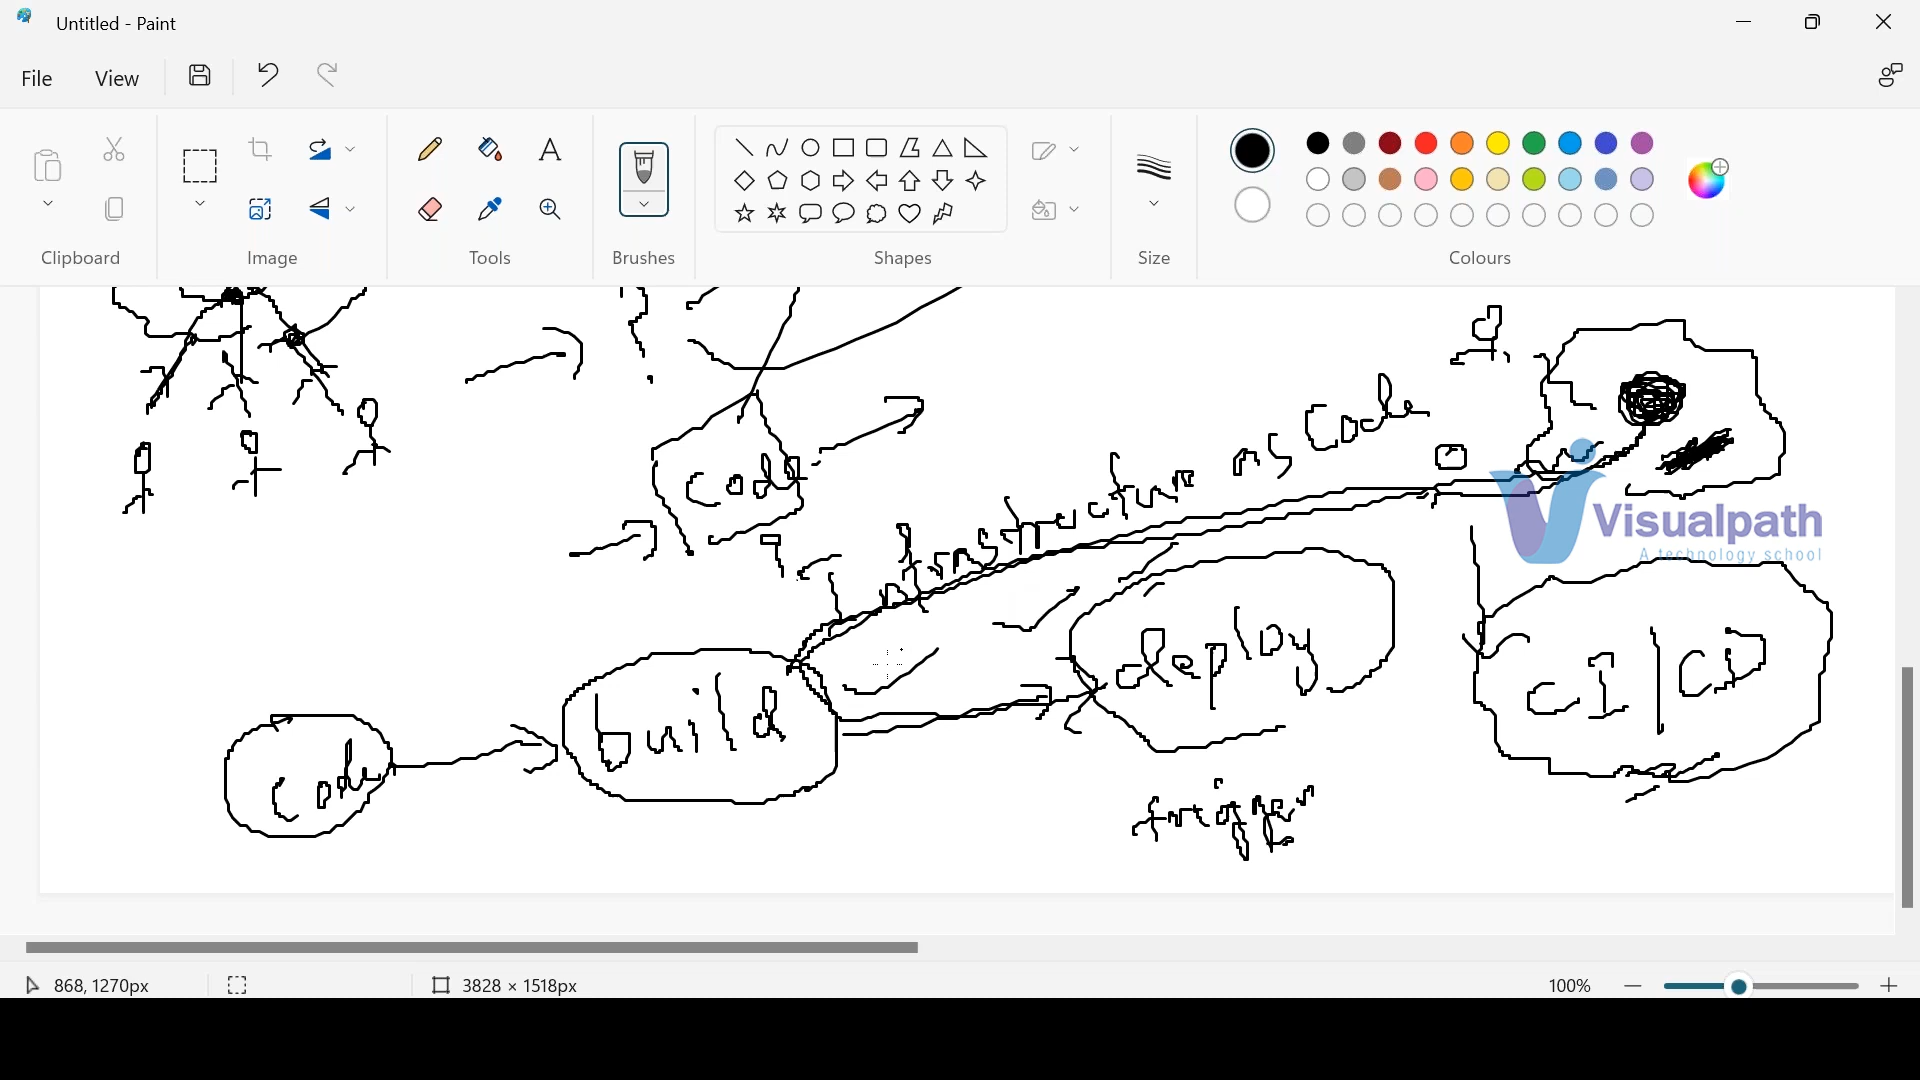 Untitled - Paint
File View
Clipboard Image Tools Brushes Shapes Size Colours
Code
as Code
Visualpath
A technology school
build
deploy
CI|CD
Code
868, 1270px
3828 × 1518px
100%